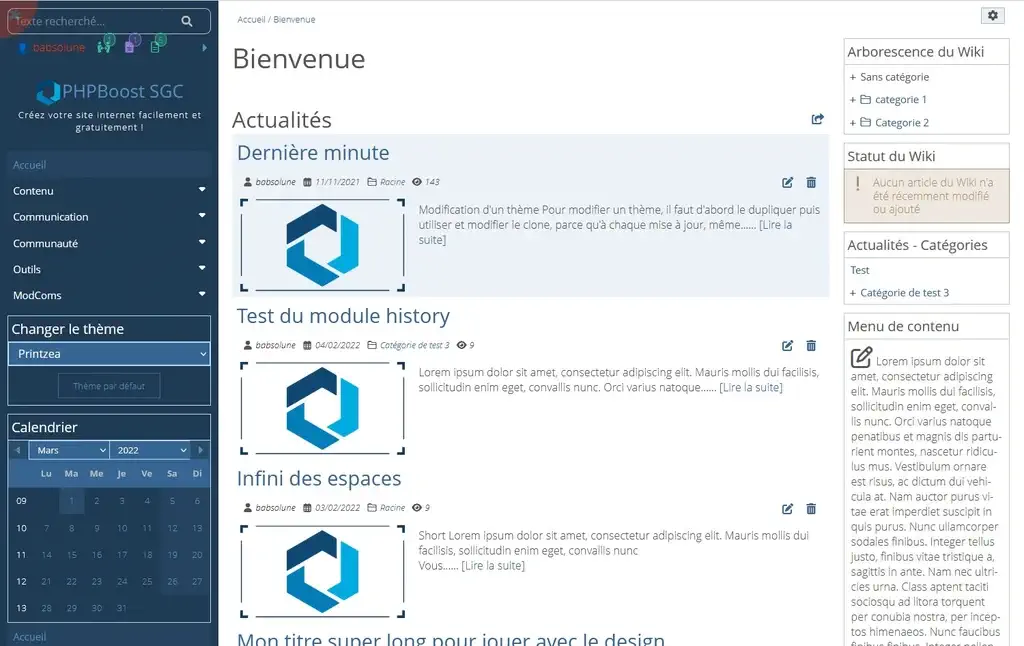 Texte recherché...
babsolune
PHPBoost SGC
Créez votre site internet facilement et
gratuitement !
Accueil
Contenu
Communication
Communauté
Outils
ModComs
Changer le thème
Printzea
Thème par défaut
Calendrier
Mars 2022
Lu Ma Me Je Ve Sa Di
09 1 2 3 4 5 6
10 7 8 9 10 11 12 13
11 14 15 16 17 18 19 20
12 21 22 23 24 25 26 27
13 28 29 30 31
Accueil
Accueil / Bienvenue
Bienvenue
Actualités
Dernière minute
babsolune 11/11/2021 Racine 143
Modification d'un thème Pour modifier un thème, il faut d'abord le dupliquer puis
utiliser et modifier le clone, parce qu'à chaque mise à jour, même...... [Lire la
suite]
Test du module history
babsolune 04/02/2022 Catégorie de test 3 9
Lorem ipsum dolor sit amet, consectetur adipiscing elit. Mauris mollis dui facilisis,
sollicitudin enim eget, convallis nunc. Orci varius natoque...... [Lire la suite]
Infini des espaces
babsolune 03/02/2022 Racine 9
Short Lorem ipsum dolor sit amet, consectetur adipiscing elit. Mauris mollis dui
facilisis, sollicitudin enim eget, convallis nunc
Vous...... [Lire la suite]
Mon titre super long pour jouer avec le design
Arborescence du Wiki
+ Sans catégorie
+ categorie 1
+ Catégorie 2
Statut du Wiki
Aucun article du Wiki n'a
été récemment modifié
ou ajouté
Actualités - Catégories
Test
+ Catégorie de test 3
Menu de contenu
Lorem ipsum dolor sit
amet, consectetur adipiscing
elit. Mauris mollis dui facilisis,
sollicitudin enim eget, conval-
lis nunc. Orci varius natoque
penatibus et magnis dis partu-
rient montes, nascetur ridicu-
lus mus. Vestibulum ornare
est risus, ac dictum dui vehi-
cula at. Nam auctor purus vi-
tae erat imperdiet suscipit in
quis purus. Nunc ullamcorper
sodales finibus. Integer tellus
justo, finibus vitae tristique a,
sagittis in ante. Nam nec ultri-
cies urna. Class aptent taciti
sociosqu ad litora torquent
per conubia nostra, per incep-
tos himenaeos. Nunc faucibus